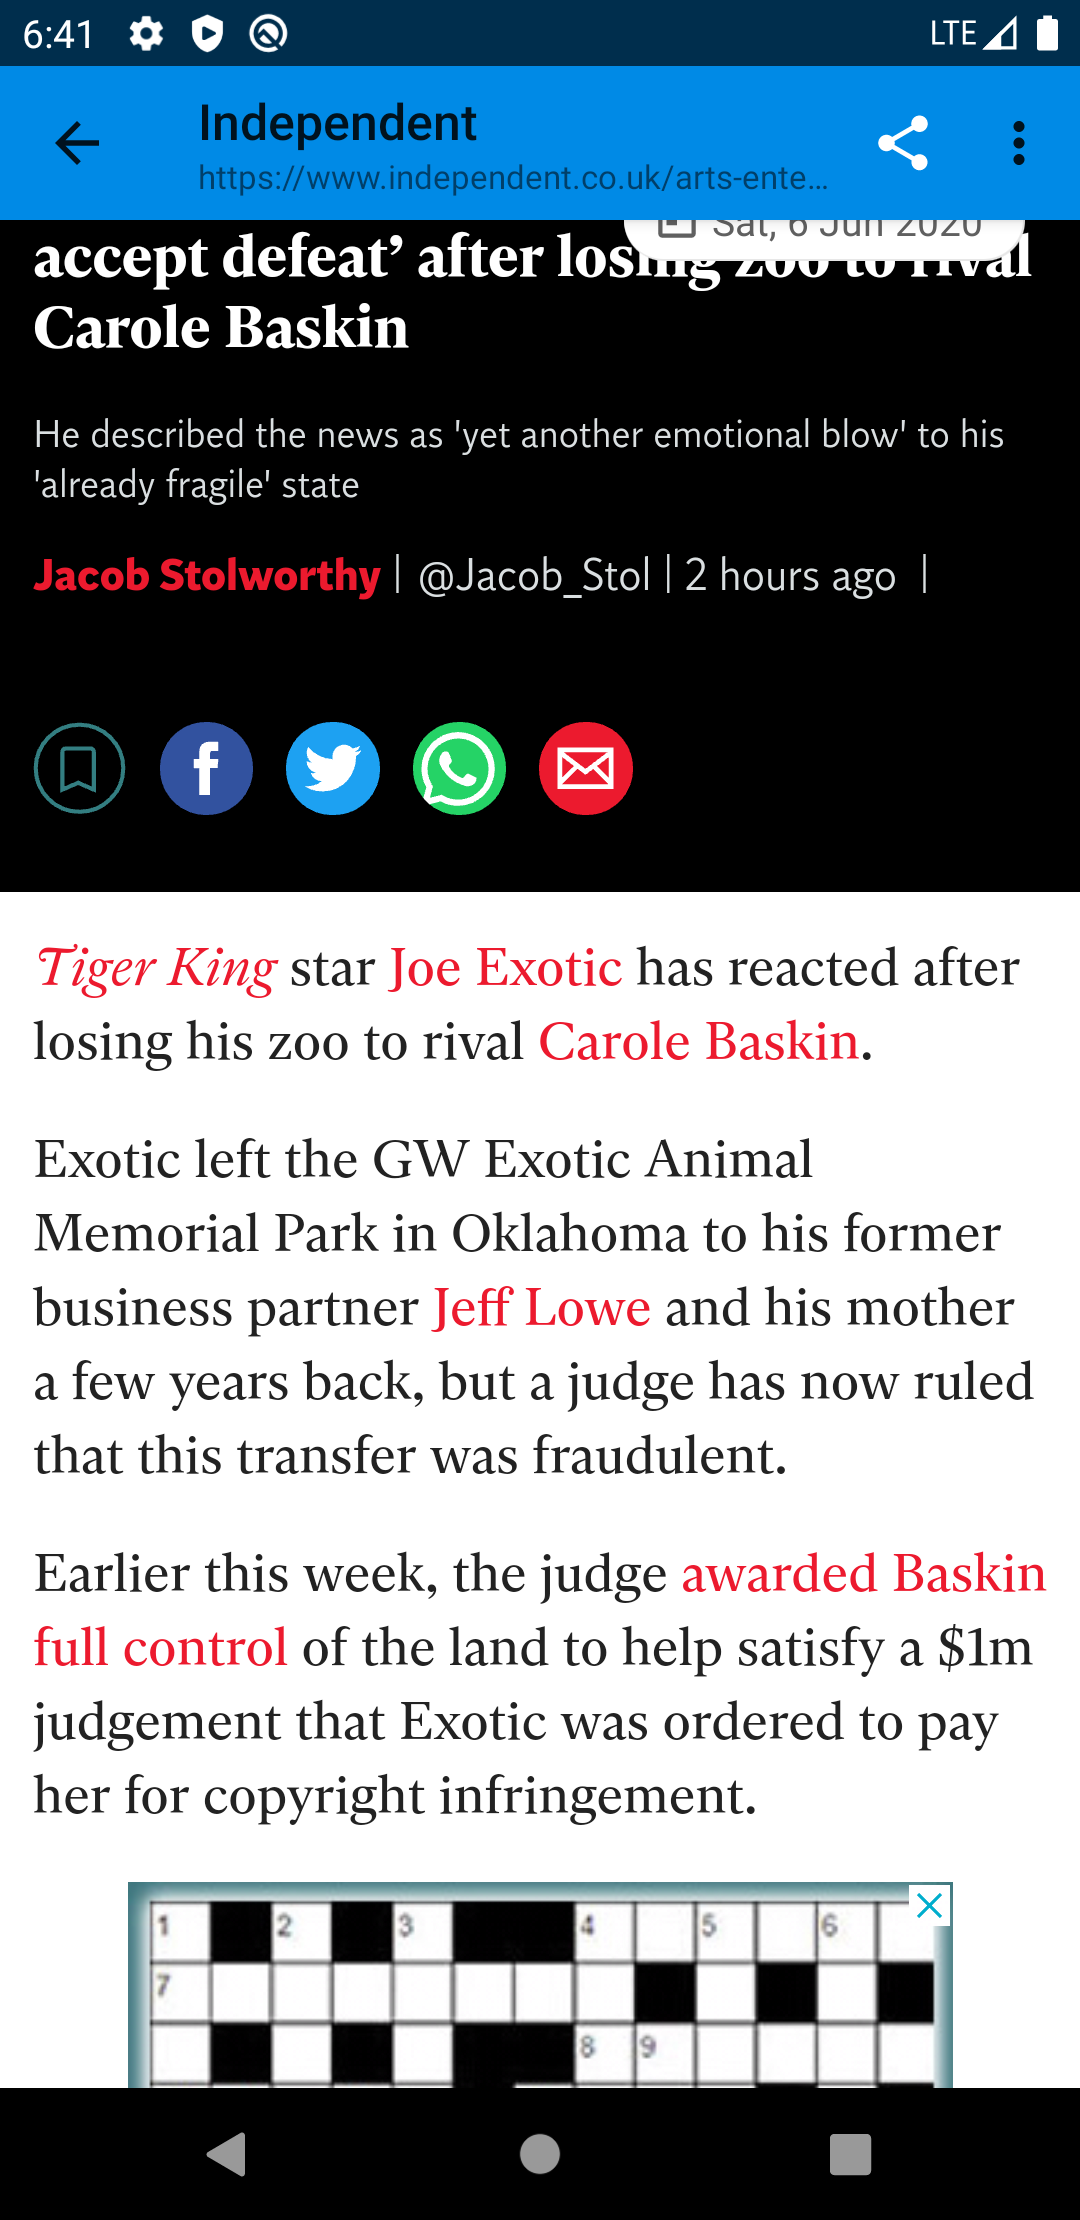 6:41
LTE
Independent
https://www.independent.co.uk/arts-ente...
Sat, 6 Jun 2020
accept defeat’ after losing zoo to rival
Carole Baskin
He described the news as 'yet another emotional blow' to his
'already fragile' state
Jacob Stolworthy | @Jacob_Stol | 2 hours ago |
Tiger King star Joe Exotic has reacted after
losing his zoo to rival Carole Baskin.
Exotic left the GW Exotic Animal
Memorial Park in Oklahoma to his former
business partner Jeff Lowe and his mother
a few years back, but a judge has now ruled
that this transfer was fraudulent.
Earlier this week, the judge awarded Baskin
full control of the land to help satisfy a $1m
judgement that Exotic was ordered to pay
her for copyright infringement.
1 2 3 4 5 6
7
8 9